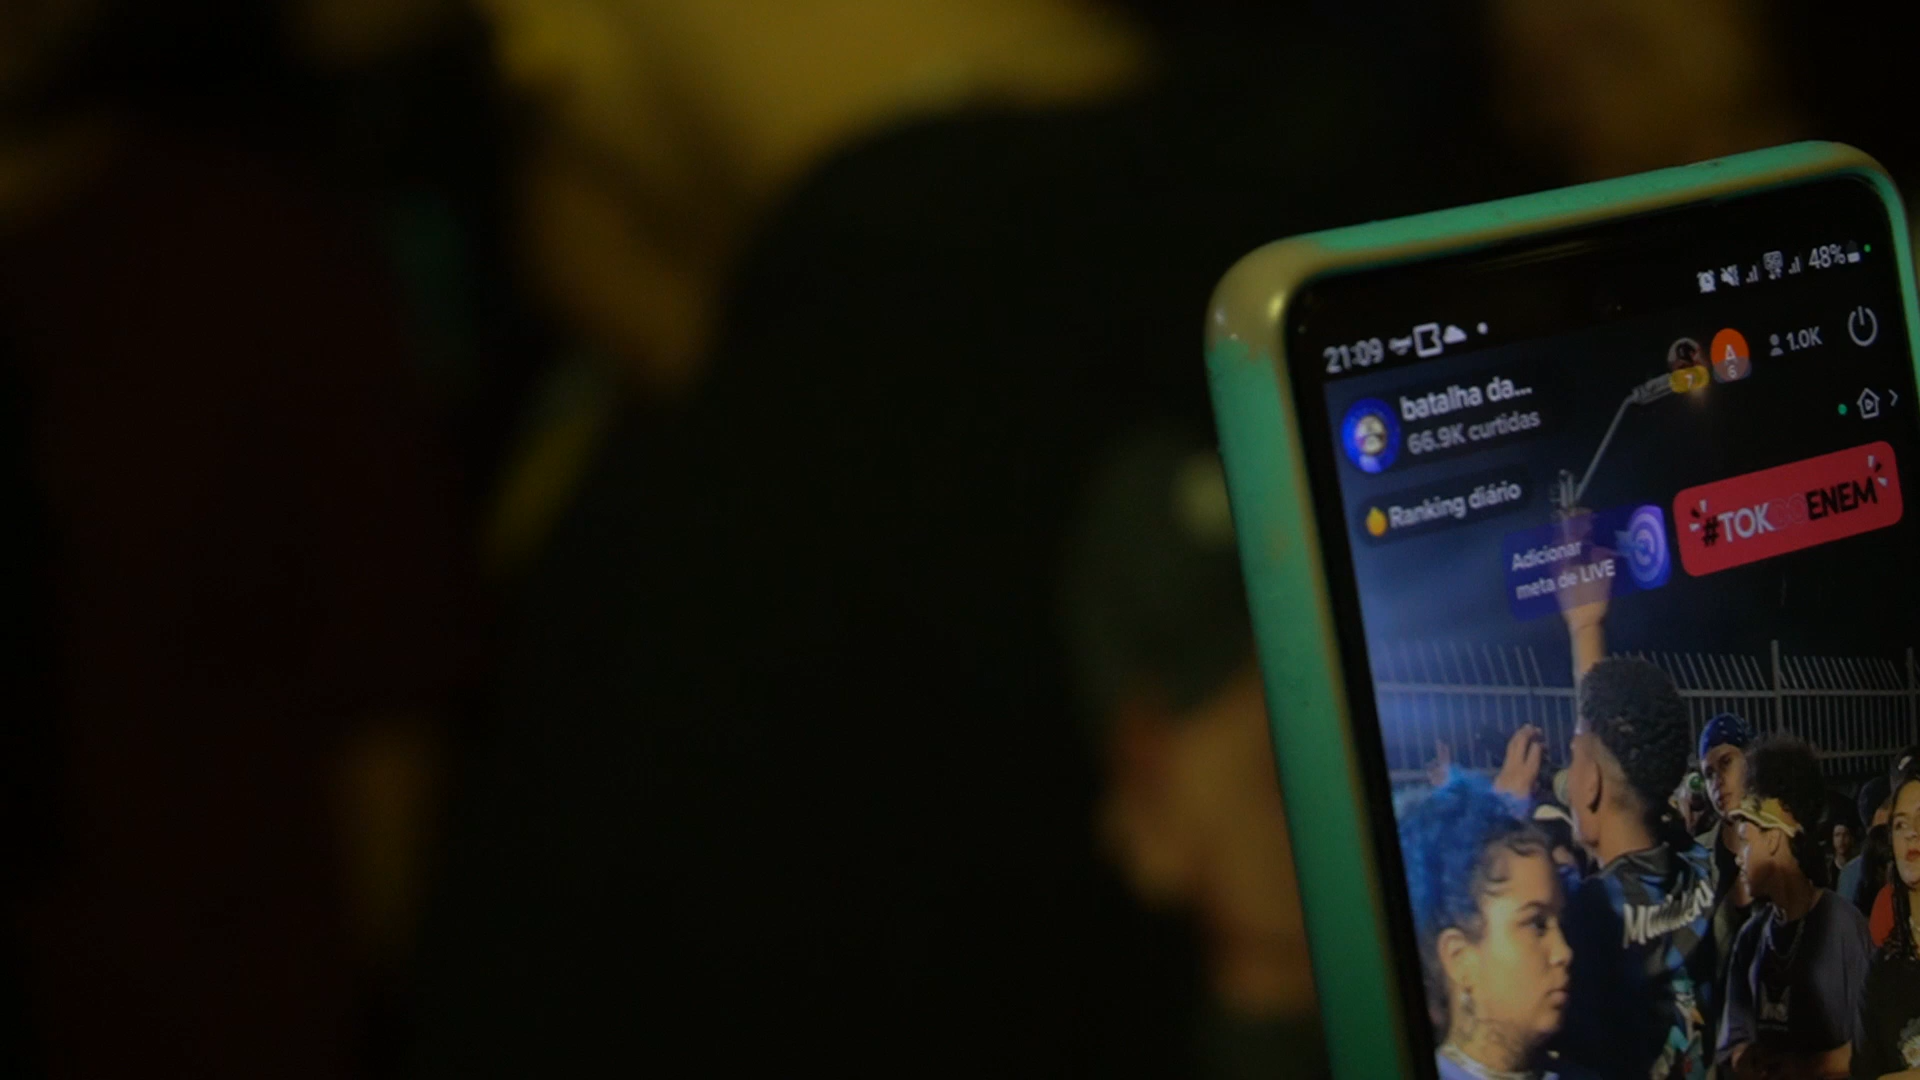 21:09
48%
batalha da...
66.9K curtidas
1.0K
Ranking diário
Adicionar
meta de LIVE
#TOK ENEM